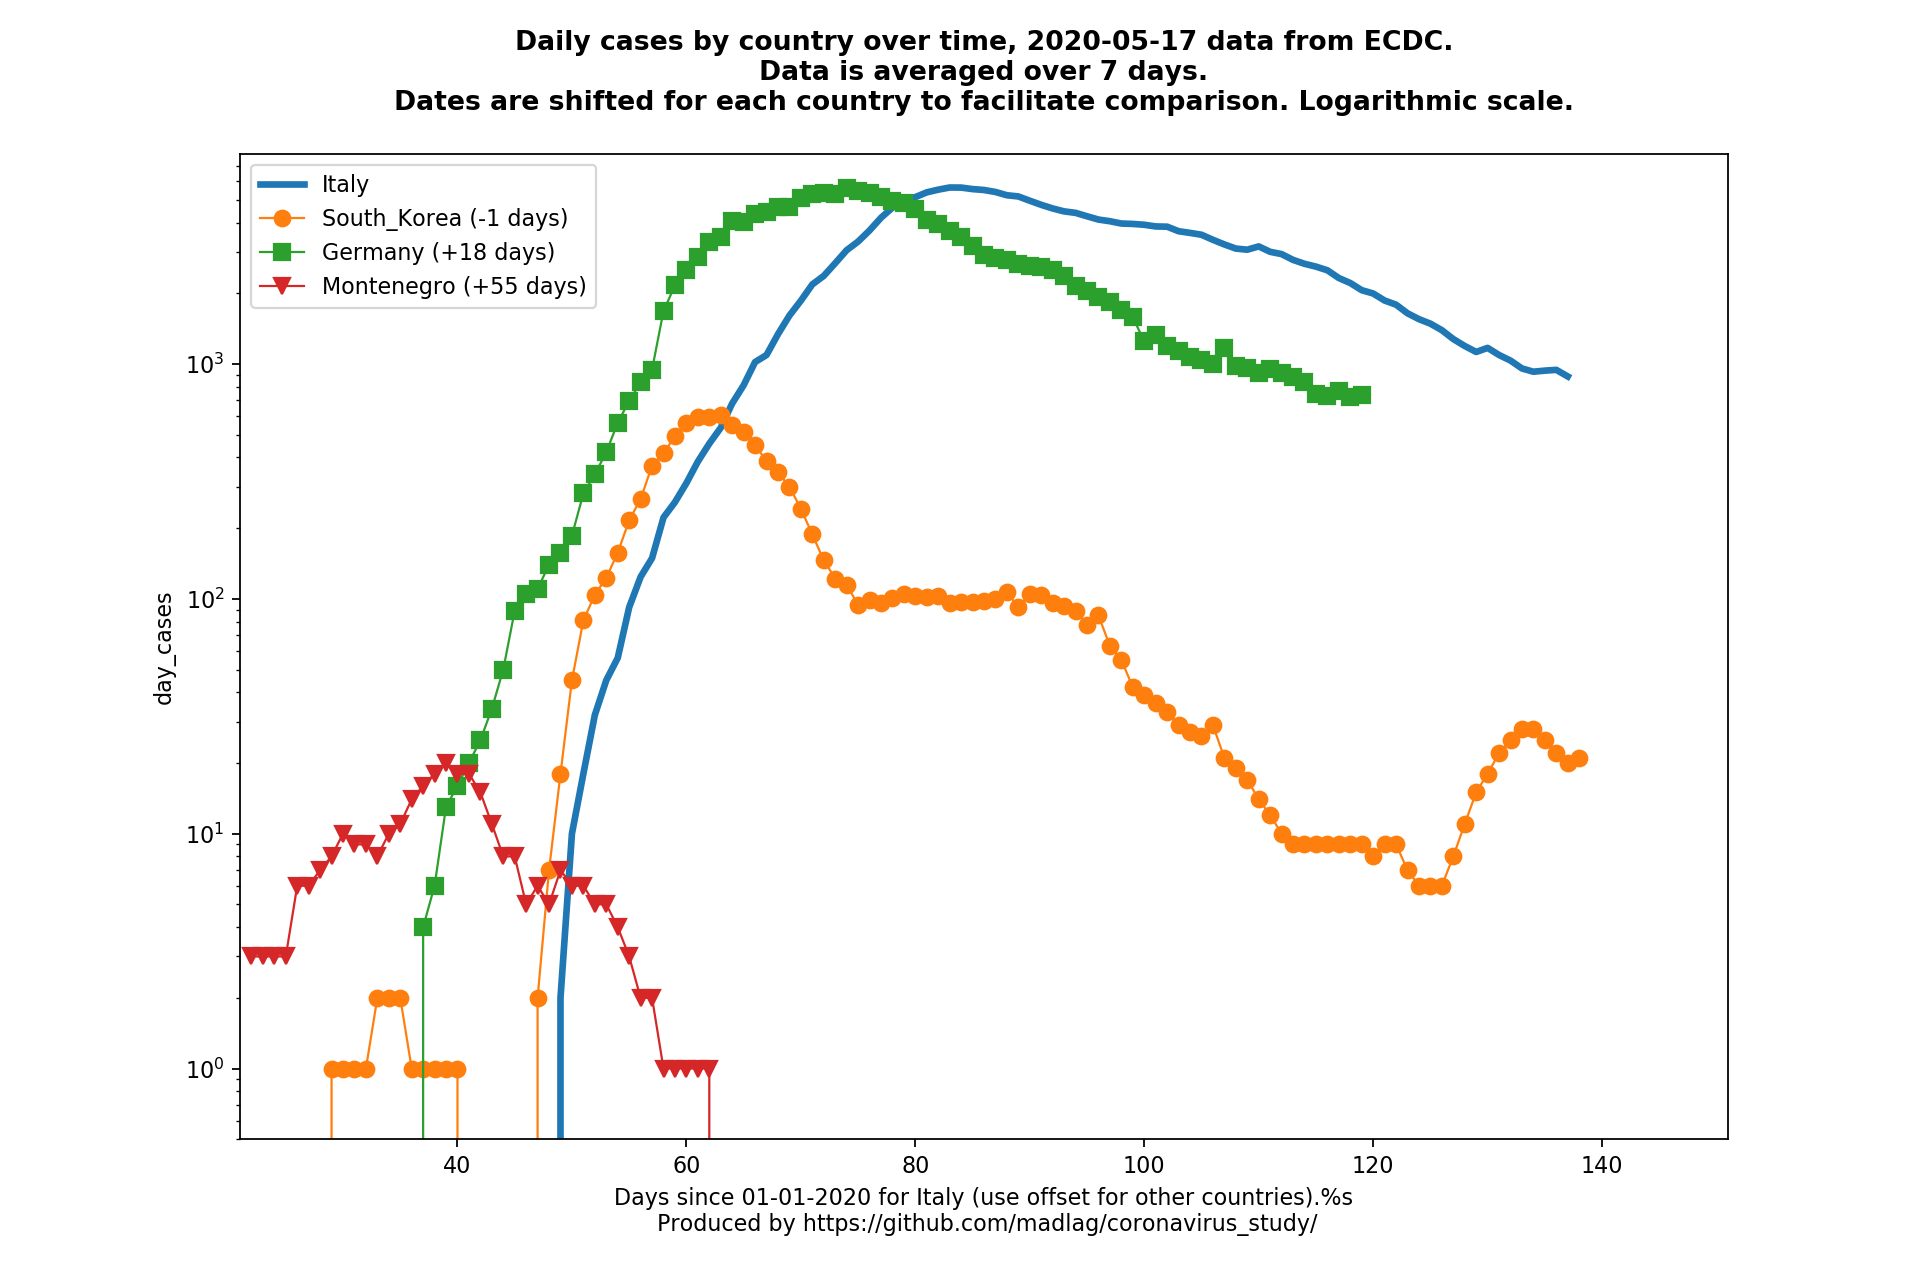 Daily cases by country over time, 2020-05-17 data from ECDC.
Data is averaged over 7 days.
Dates are shifted for each country to facilitate comparison. Logarithmic scale.
Italy
South_Korea (-1 days)
Germany (+18 days)
Montenegro (+55 days)
day_cases
10³
10²
10¹
10⁰
40 60 80 100 120 140
Days since 01-01-2020 for Italy (use offset for other countries).%s
Produced by https://github.com/madlag/coronavirus_study/